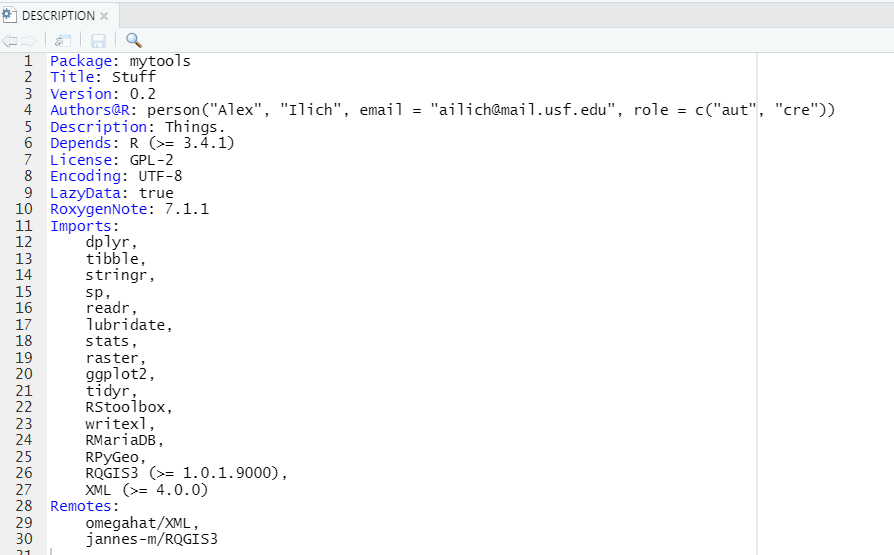 DESCRIPTION
1 Package: mytools
2 Title: Stuff
3 Version: 0.2
4 Authors@R: person("Alex", "Ilich", email = "ailich@mail.usf.edu", role = c("aut", "cre"))
5 Description: Things.
6 Depends: R (>= 3.4.1)
7 License: GPL-2
8 Encoding: UTF-8
9 LazyData: true
10 RoxygenNote: 7.1.1
11 Imports:
12     dplyr,
13     tibble,
14     stringr,
15     sp,
16     readr,
17     lubridate,
18     stats,
19     raster,
20     ggplot2,
21     tidyr,
22     RStoolbox,
23     writexl,
24     RMariaDB,
25     RPyGeo,
26     RQGIS3 (>= 1.0.1.9000),
27     XML (>= 4.0.0)
28 Remotes:
29     omegahat/XML,
30     jannes-m/RQGIS3
31